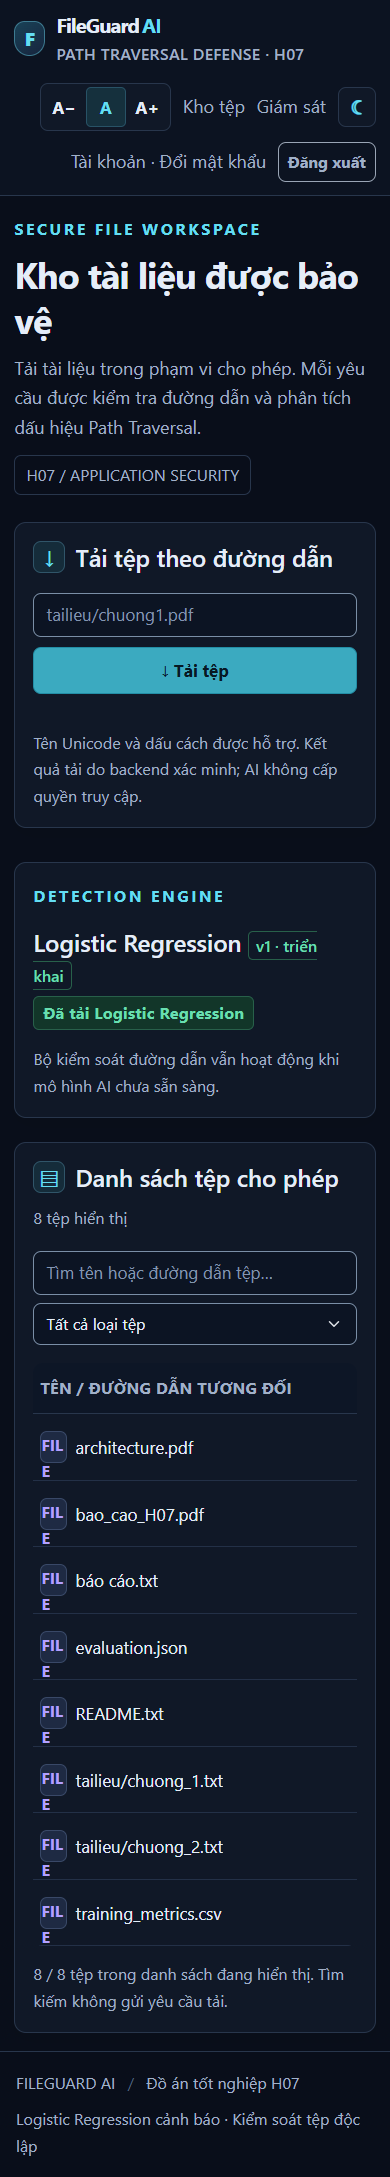 F
FileGuard AI
PATH TRAVERSAL DEFENSE · H07
A−
A
A+
Kho tệp
Giám sát
☾
Tài khoản · Đổi mật khẩu
Đăng xuất
SECURE FILE WORKSPACE
Kho tài liệu được bảo
vệ
Tải tài liệu trong phạm vi cho phép. Mỗi yêu
cầu được kiểm tra đường dẫn và phân tích
dấu hiệu Path Traversal.
H07 / APPLICATION SECURITY
↓ Tải tệp theo đường dẫn
tailieu/chuong1.pdf
↓ Tải tệp
Tên Unicode và dấu cách được hỗ trợ. Kết
quả tải do backend xác minh; AI không cấp
quyền truy cập.
DETECTION ENGINE
Logistic Regression v1 · triển
khai
Đã tải Logistic Regression
Bộ kiểm soát đường dẫn vẫn hoạt động khi
mô hình AI chưa sẵn sàng.
▤ Danh sách tệp cho phép
8 tệp hiển thị
Tìm tên hoặc đường dẫn tệp...
Tất cả loại tệp
TÊN / ĐƯỜNG DẪN TƯƠNG ĐỐI
FIL
E
architecture.pdf
FIL
E
bao_cao_H07.pdf
FIL
E
báo cáo.txt
FIL
E
evaluation.json
FIL
E
README.txt
FIL
E
tailieu/chuong_1.txt
FIL
E
tailieu/chuong_2.txt
FIL
E
training_metrics.csv
8 / 8 tệp trong danh sách đang hiển thị. Tìm
kiếm không gửi yêu cầu tải.
FILEGUARD AI / Đồ án tốt nghiệp H07
Logistic Regression cảnh báo · Kiểm soát tệp độc
lập